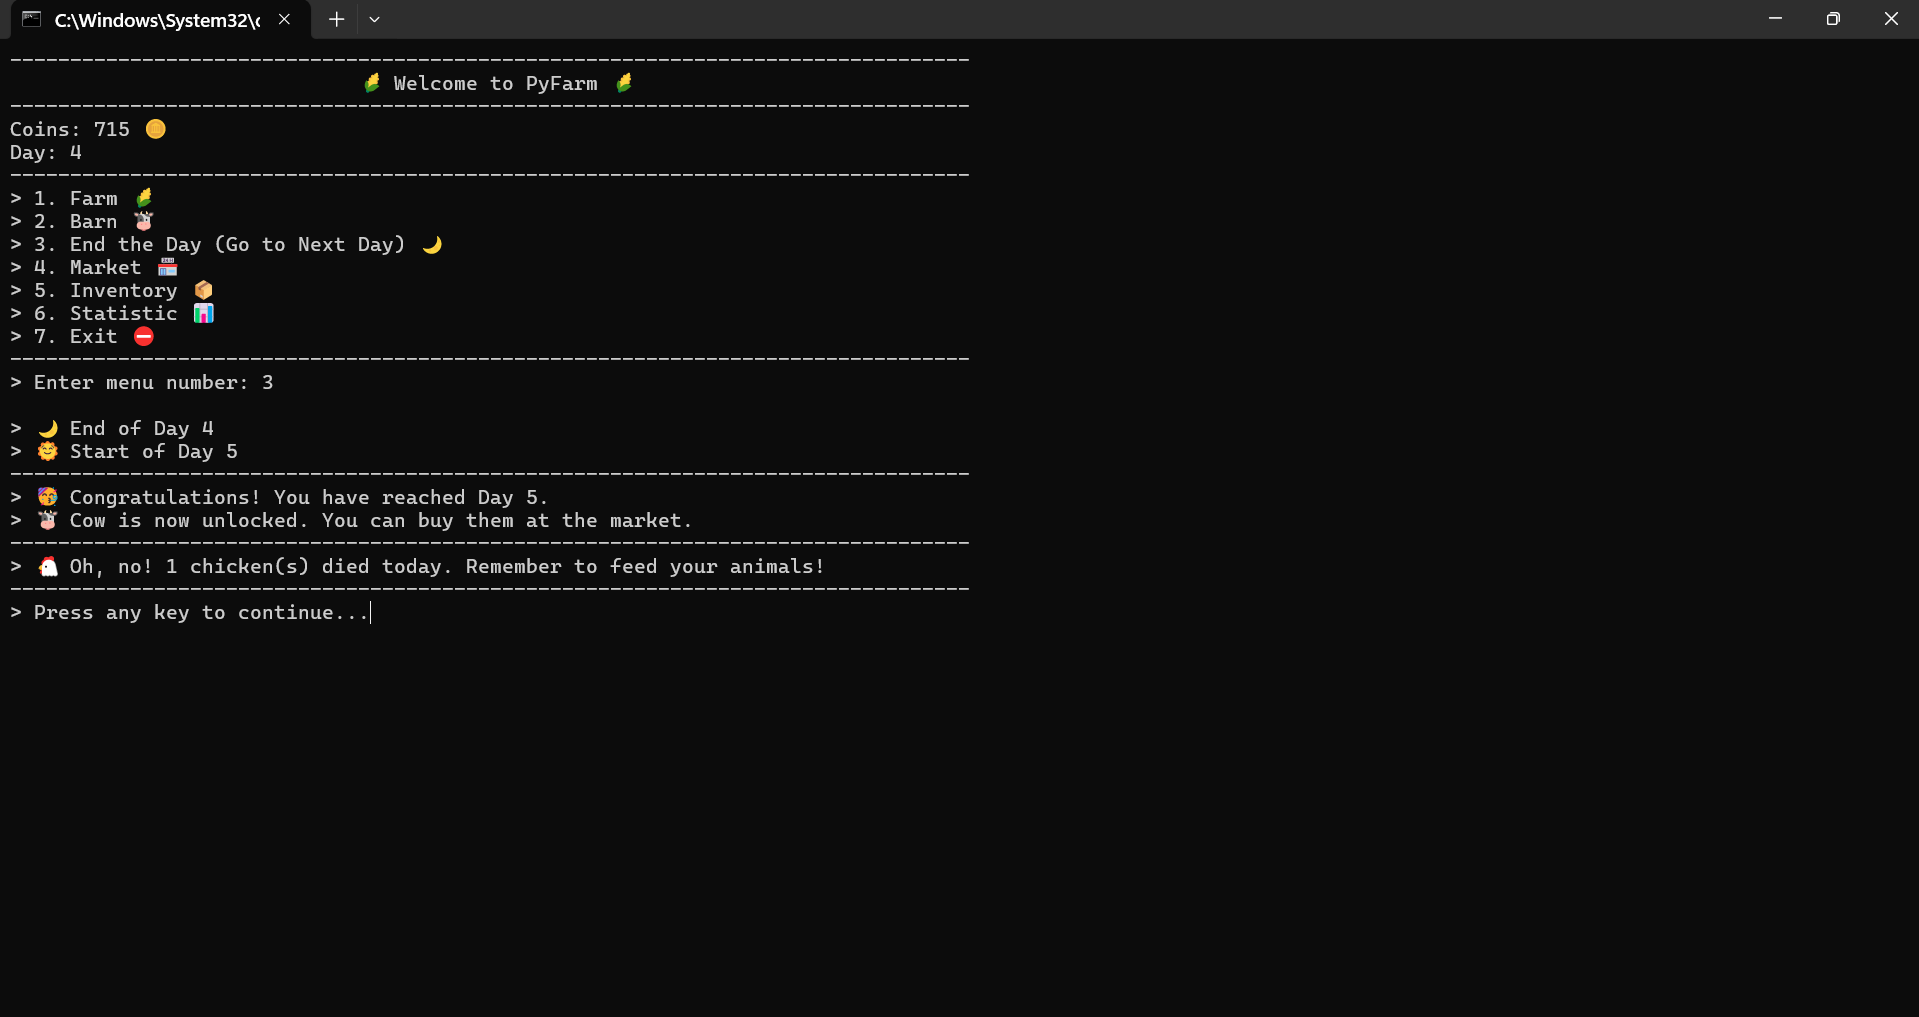 C:\Windows\System32\c
--------------------------------------------------------------------------------
🌽 Welcome to PyFarm 🌽
--------------------------------------------------------------------------------
Coins: 715 🪙
Day: 4
--------------------------------------------------------------------------------
> 1. Farm 🌽
> 2. Barn 🐮
> 3. End the Day (Go to Next Day) 🌙
> 4. Market 🏪
> 5. Inventory 📦
> 6. Statistic 📊
> 7. Exit ⛔
--------------------------------------------------------------------------------
> Enter menu number: 3
> 🌙 End of Day 4
> 🌞 Start of Day 5
--------------------------------------------------------------------------------
> 🥳 Congratulations! You have reached Day 5.
> 🐮 Cow is now unlocked. You can buy them at the market.
--------------------------------------------------------------------------------
> 🐔 Oh, no! 1 chicken(s) died today. Remember to feed your animals!
--------------------------------------------------------------------------------
> Press any key to continue...